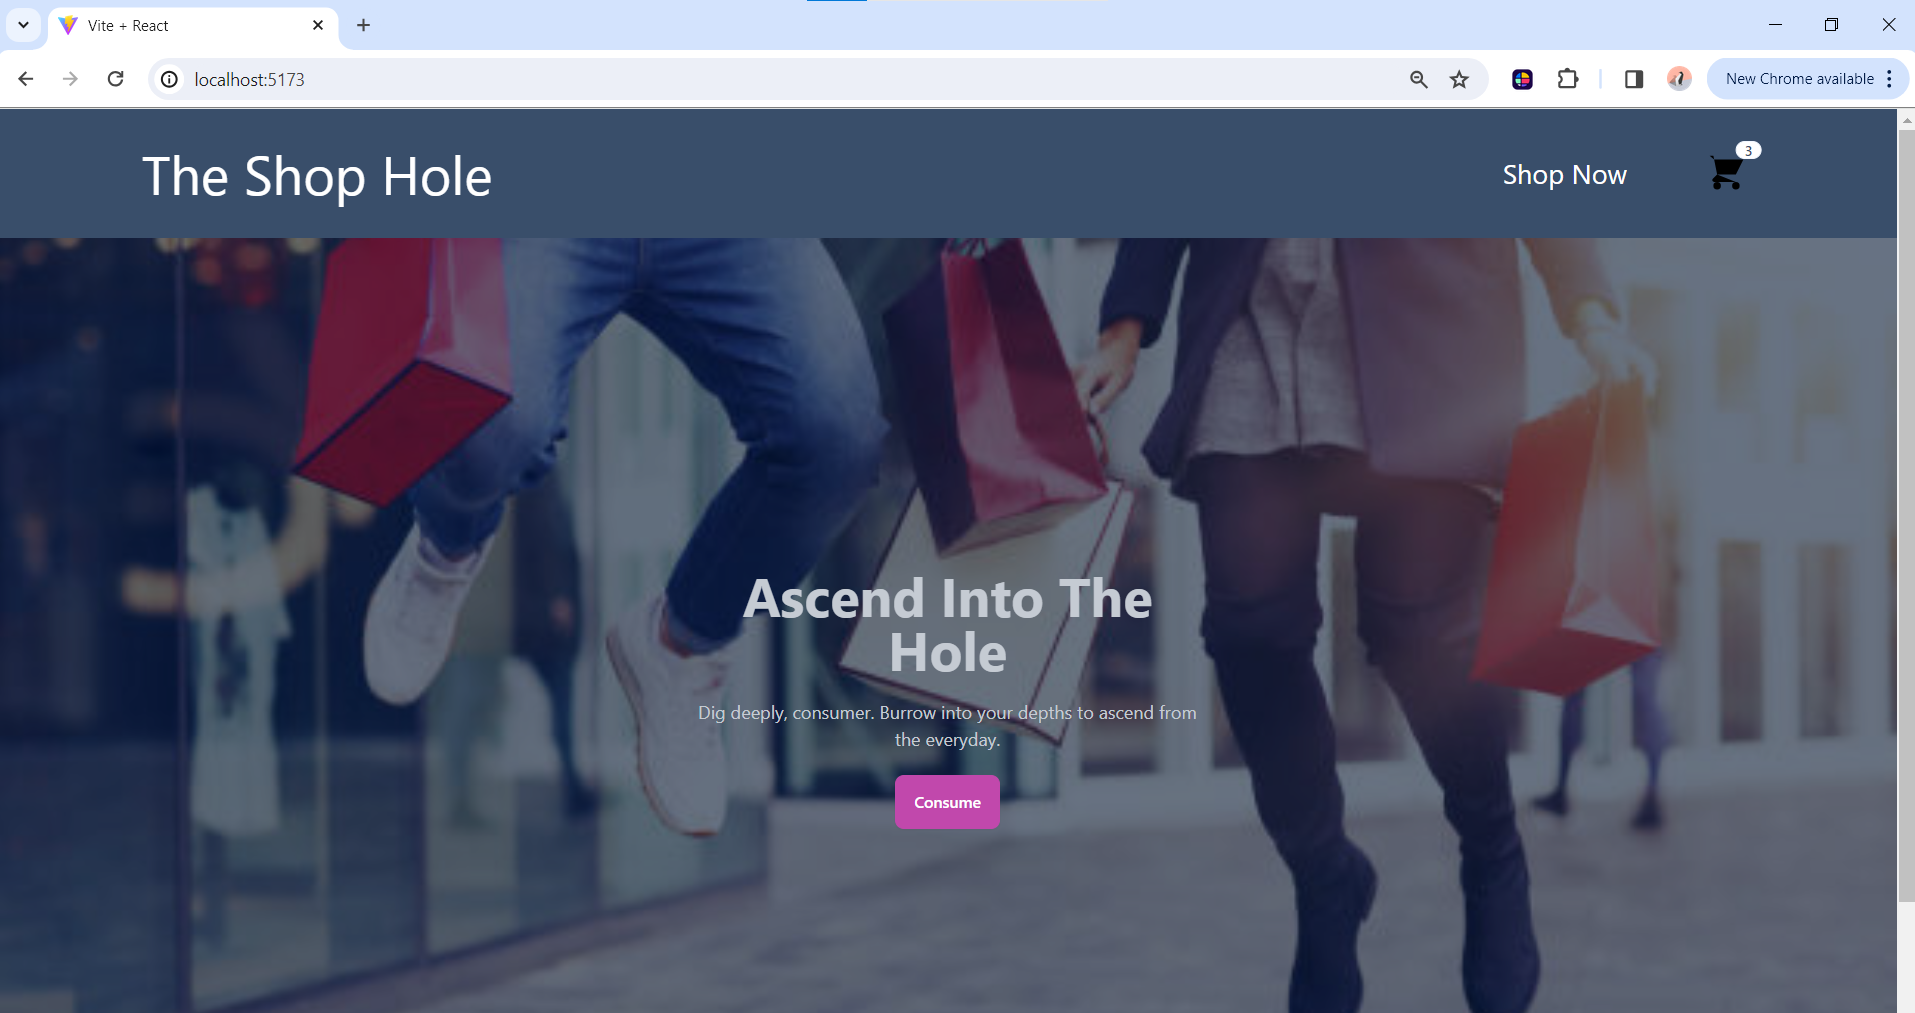 Vite + React
localhost:5173
New Chrome available
The Shop Hole
Shop Now
3
Ascend Into The
Hole
Dig deeply, consumer. Burrow into your depths to ascend from
the everyday.
Consume